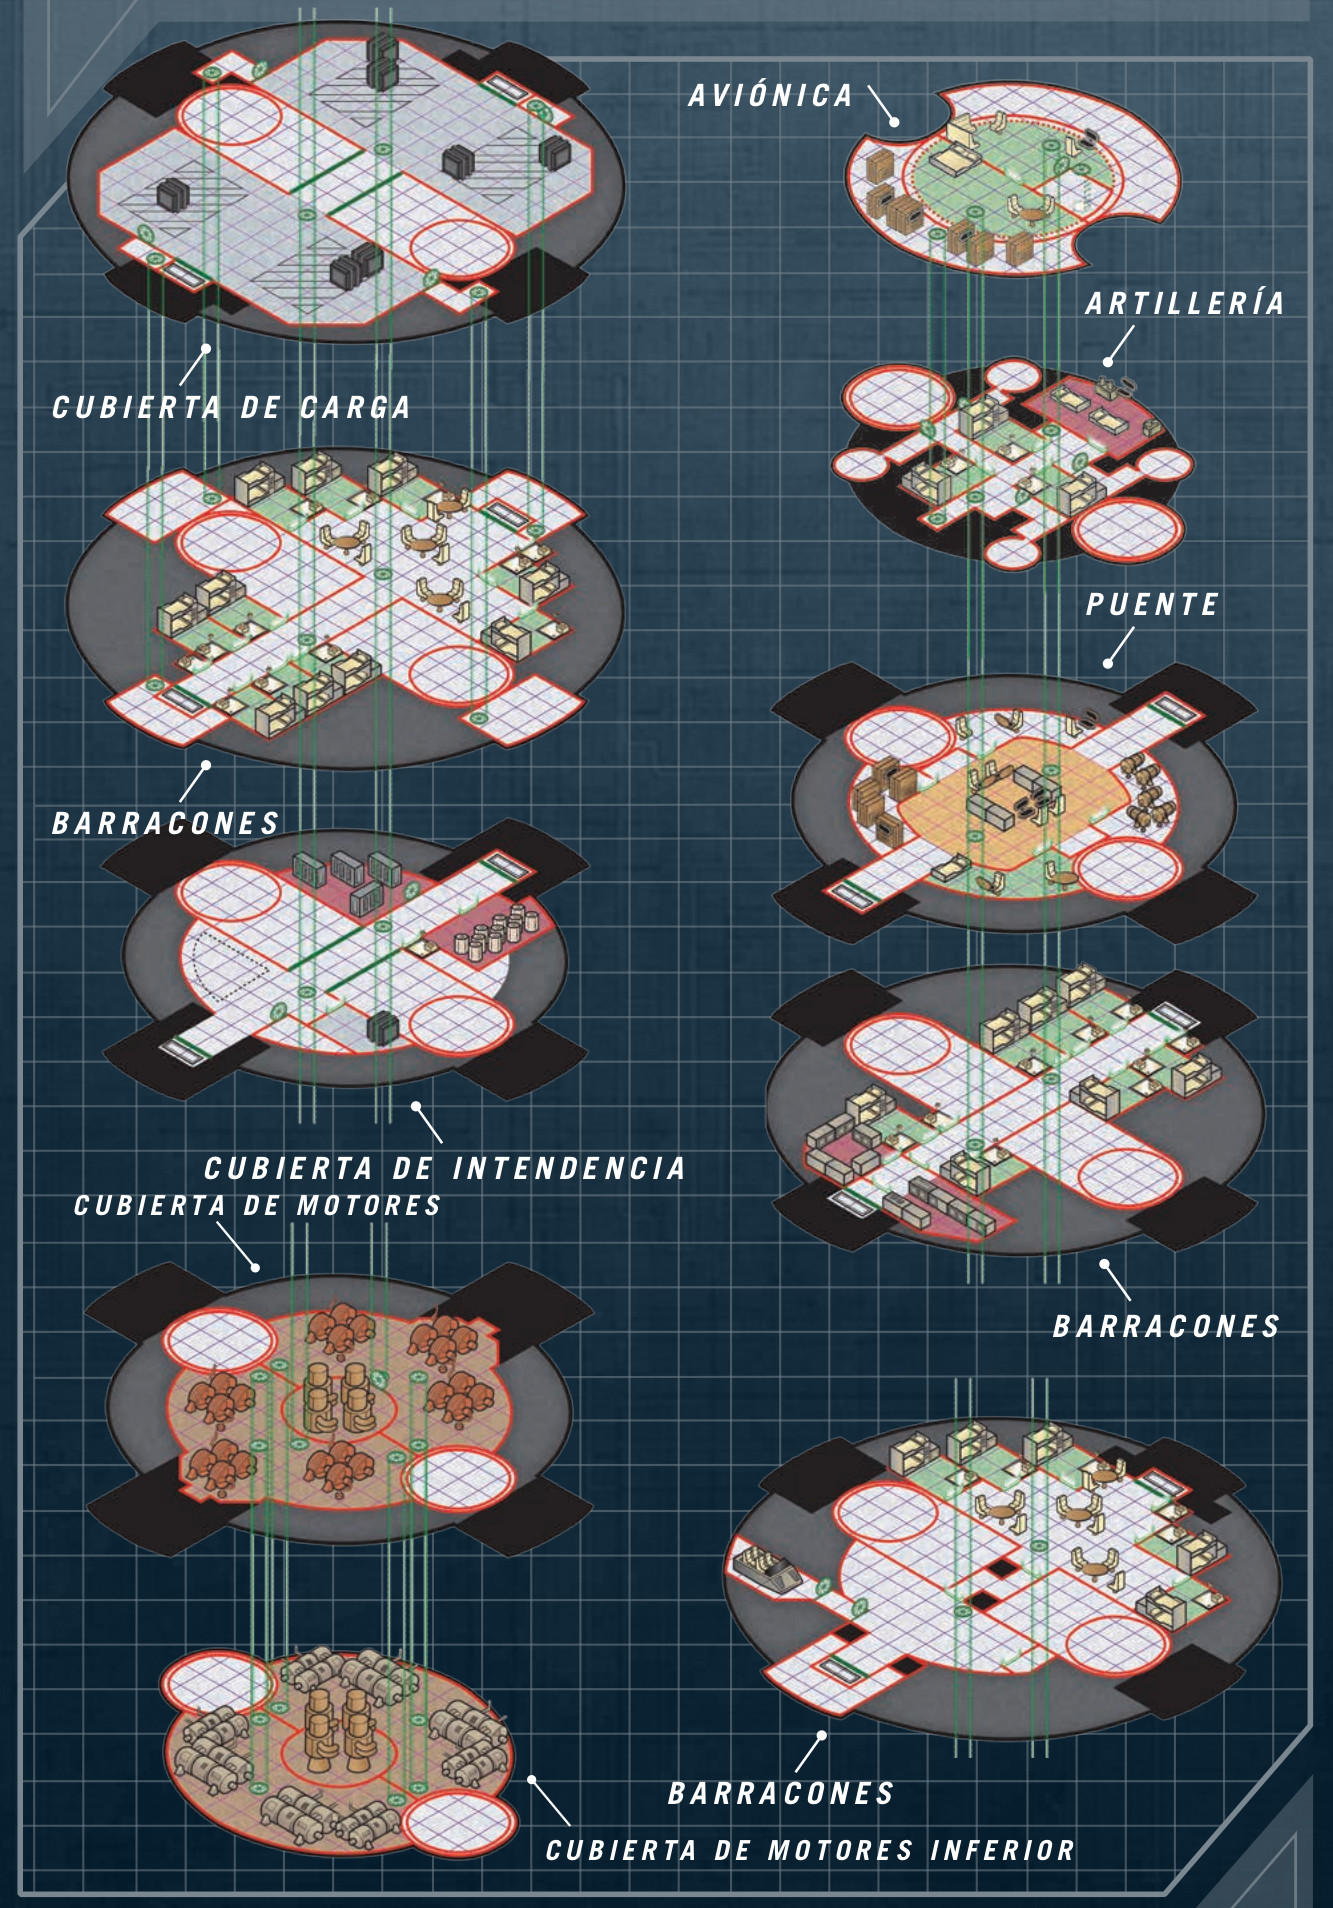 AVIÓNICA
ARTILLERÍA
CUBIERTA DE CARGA
PUENTE
BARRACONES
CUBIERTA DE INTENDENCIA
CUBIERTA DE MOTORES
BARRACONES
BARRACONES
CUBIERTA DE MOTORES INFERIOR